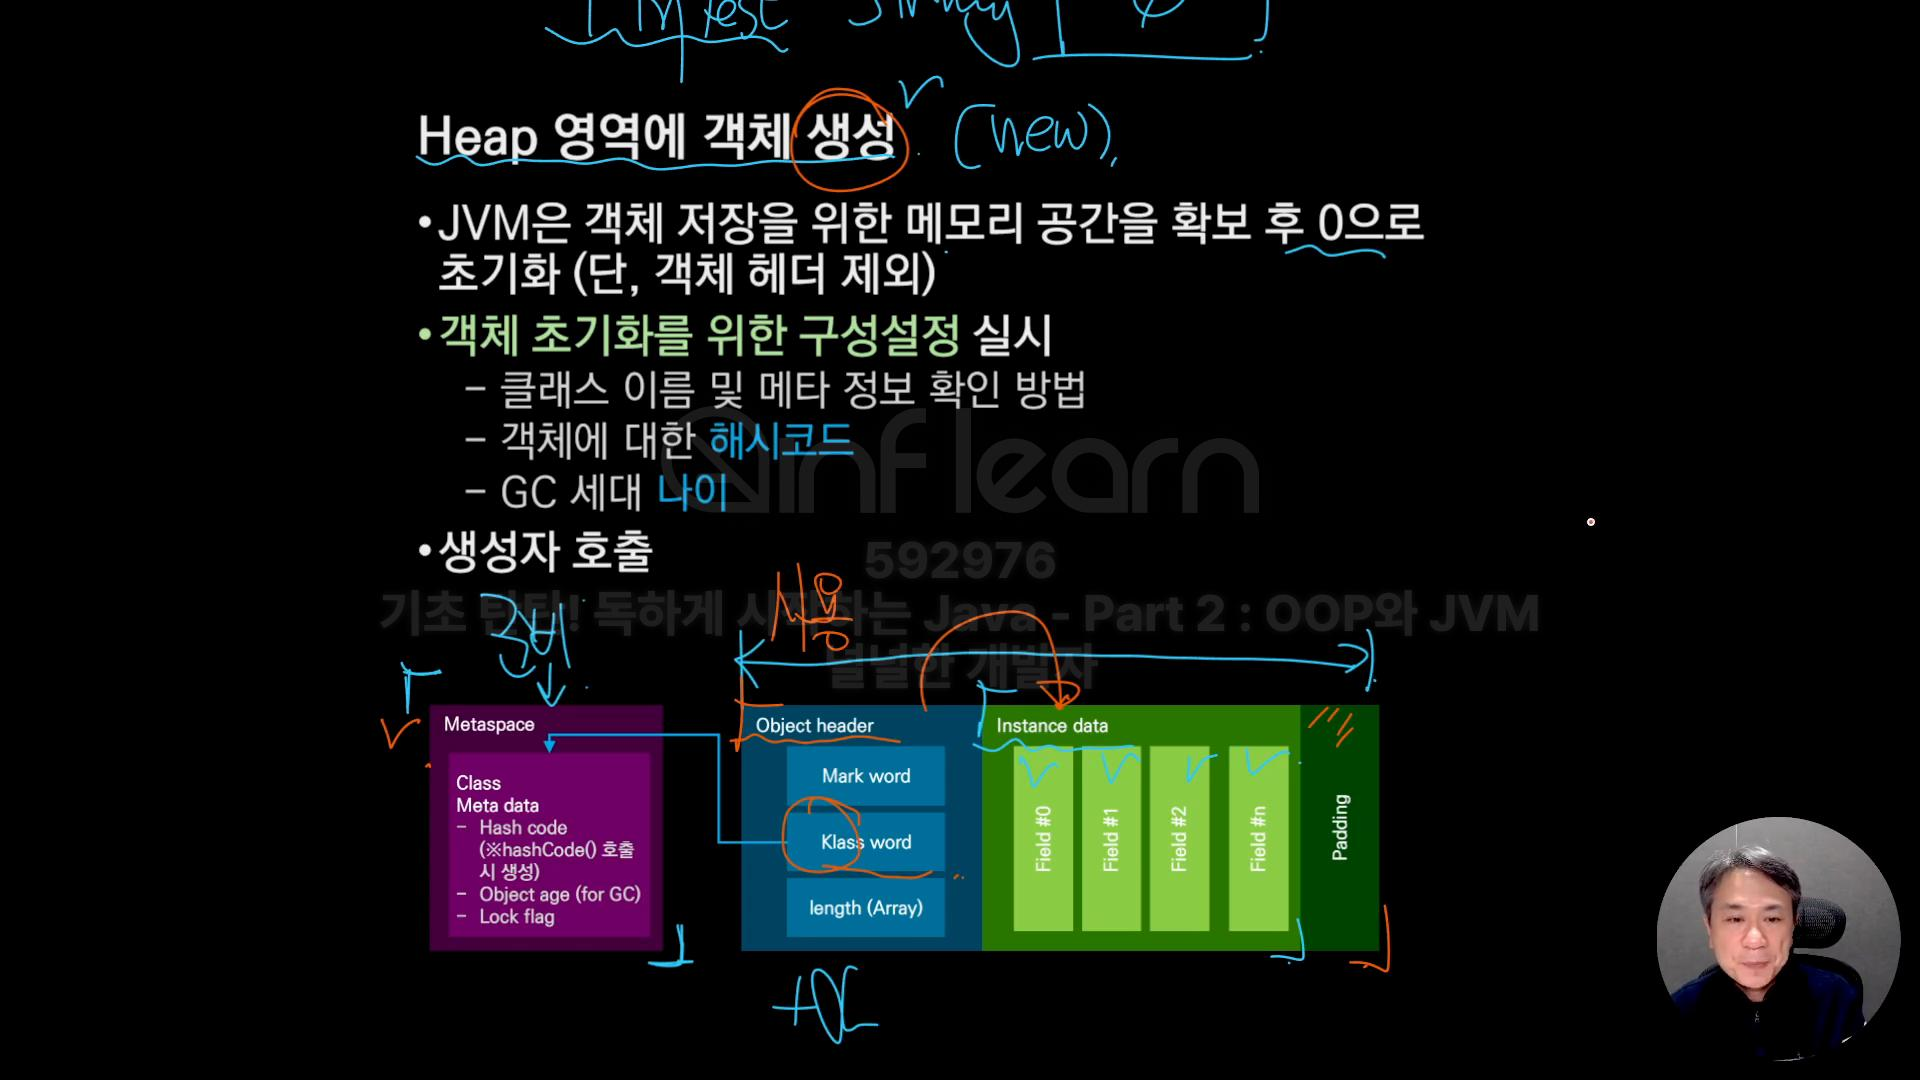 String
Heap 영역에 객체 생성 (new)
•JVM은 객체 저장을 위한 메모리 공간을 확보 후 0으로
초기화 (단, 객체 헤더 제외)
•객체 초기화를 위한 구성설정 실시
– 클래스 이름 및 메타 정보 확인 방법
– 객체에 대한 해시코드
– GC 세대 나이
•생성자 호출
inflearn
592976
기초 탄탄! 독하게 시작하는 Java - Part 2 : OOP와 JVM
널널한 개발자
사용
Metaspace
Class
Meta data
– Hash code
(※hashCode() 호출
시 생성)
– Object age (for GC)
– Lock flag
Object header
Mark word
Klass word
length (Array)
Instance data
Field #0
Field #1
Field #2
Field #n
Padding